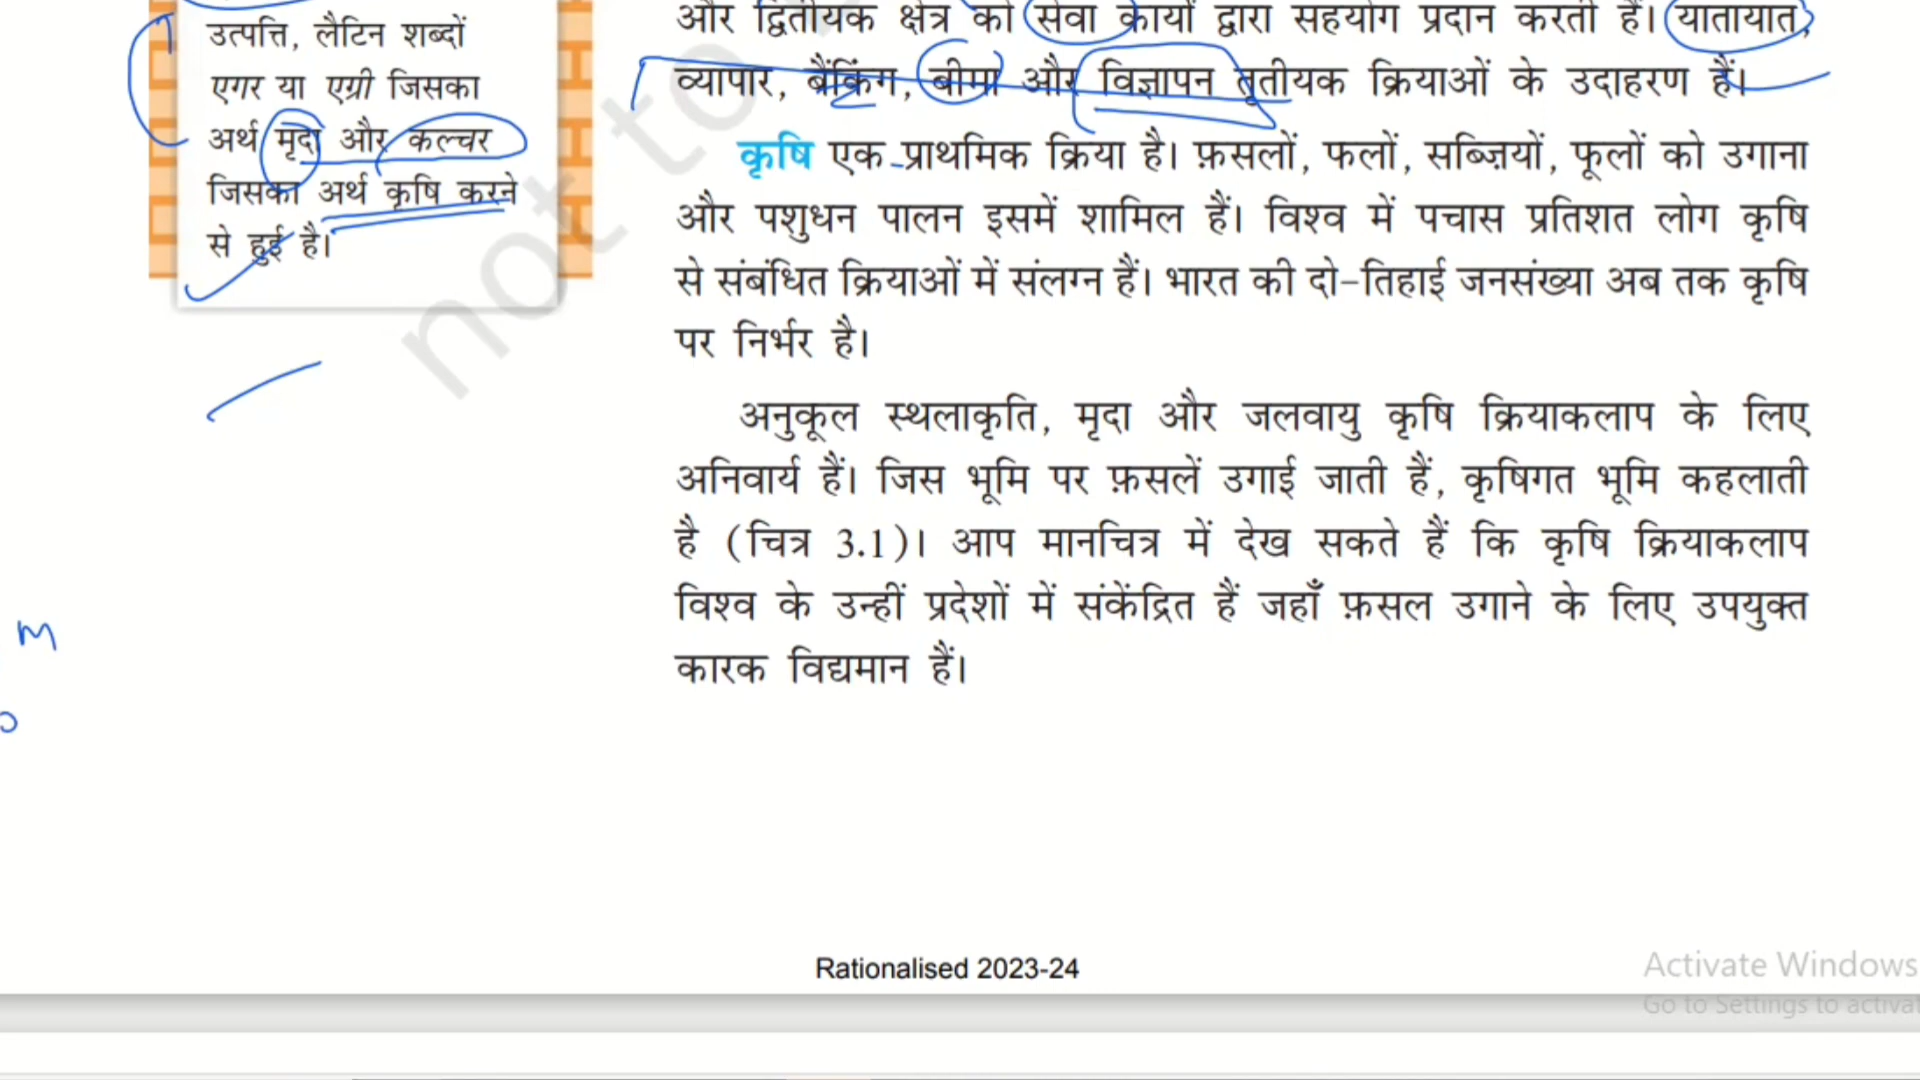 उत्पत्ति, लैटिन शब्दों
एगर या एग्री जिसका
अर्थ मृदा और कल्चर
जिसका अर्थ कृषि करने
से हुई है।
और द्वितीयक क्षेत्र को सेवा कार्यों द्वारा सहयोग प्रदान करती हैं। यातायात,
व्यापार, बैंकिंग, बीमा और विज्ञापन तृतीयक क्रियाओं के उदाहरण हैं।
कृषि एक प्राथमिक क्रिया है। फ़सलों, फलों, सब्ज़ियों, फूलों को उगाना
और पशुधन पालन इसमें शामिल हैं। विश्व में पचास प्रतिशत लोग कृषि
से संबंधित क्रियाओं में संलग्न हैं। भारत की दो-तिहाई जनसंख्या अब तक कृषि
पर निर्भर है।
अनुकूल स्थलाकृति, मृदा और जलवायु कृषि क्रियाकलाप के लिए
अनिवार्य हैं। जिस भूमि पर फ़सलें उगाई जाती हैं, कृषिगत भूमि कहलाती
है (चित्र 3.1)। आप मानचित्र में देख सकते हैं कि कृषि क्रियाकलाप
विश्व के उन्हीं प्रदेशों में संकेंद्रित हैं जहाँ फ़सल उगाने के लिए उपयुक्त
कारक विद्यमान हैं।
not to
m
Rationalised 2023-24
Activate Windows
Go to Settings to activat